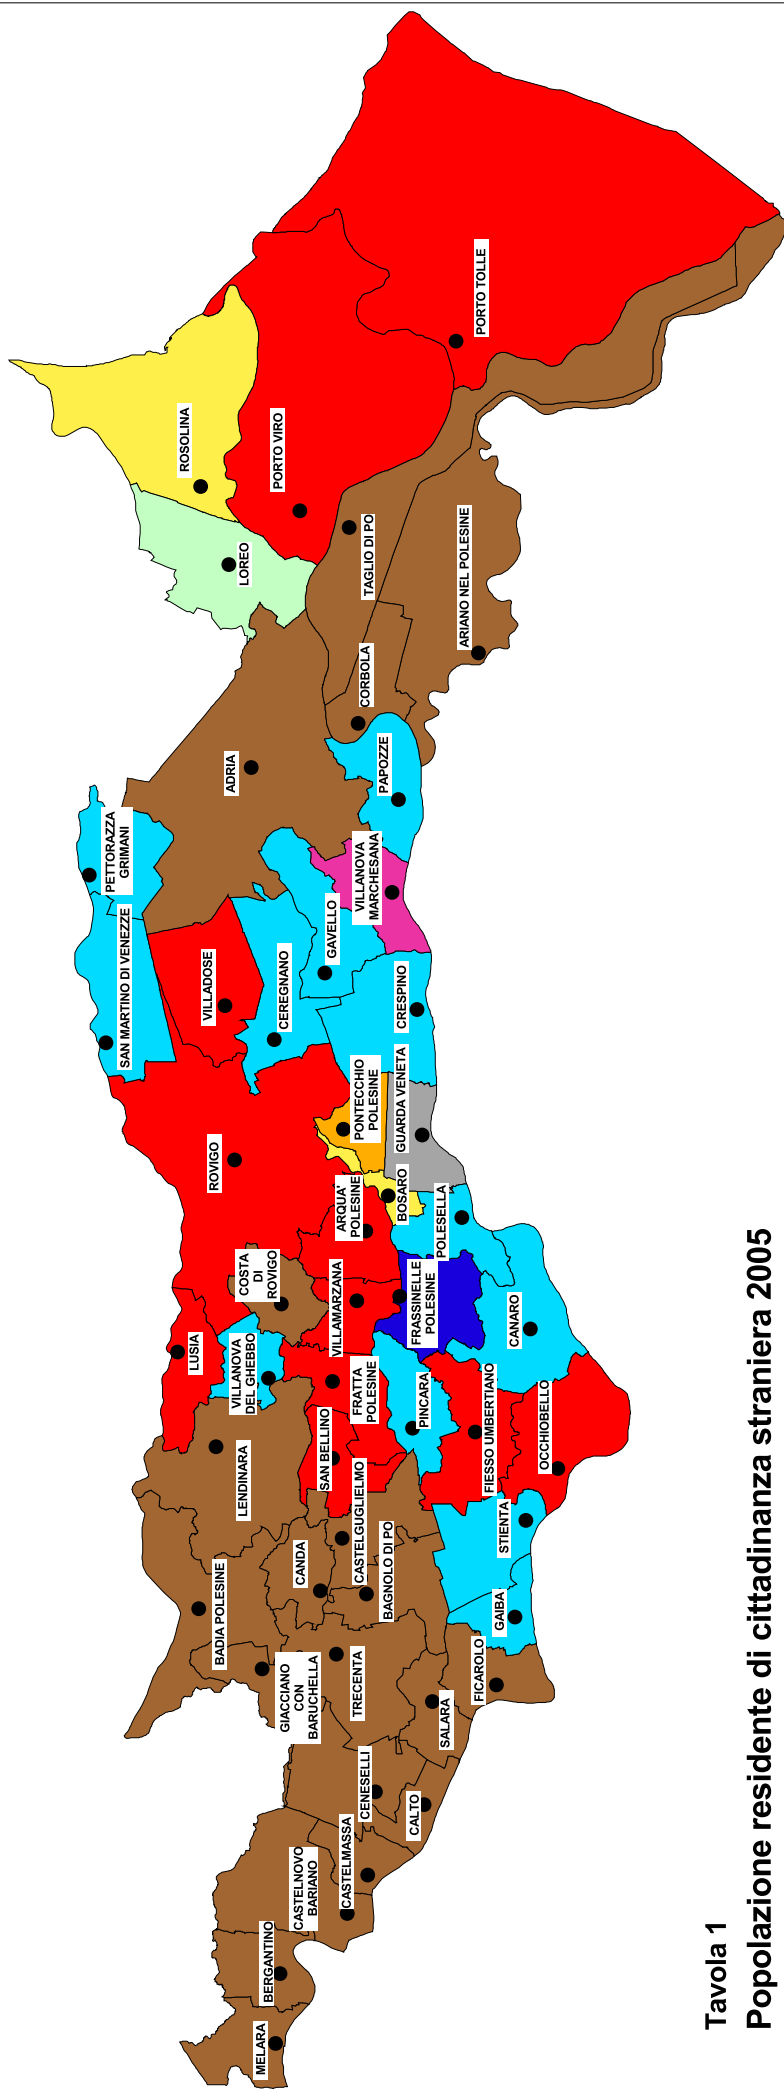 PORTO TOLLE
ROSOLINA
PORTO VIRO
LOREO
TAGLIO DI PO
ARIANO NEL POLESINE
CORBOLA
ADRIA
PAPOZZE
PETTORAZZA
GRIMANI
VILLANOVA
MARCHESANA
SAN MARTINO DI VENEZZE
GAVELLO
VILLADOSE
CEREGNANO
CRESPINO
PONTECCHIO
POLESINE
GUARDA VENETA
ROVIGO
BOSARO
ARQUA'
POLESINE
POLESELLA
COSTA
DI
ROVIGO
VILLAMARZANA
FRASSINELLE
POLESINE
CANARO
LUSIA
VILLANOVA
DEL GHEBBO
FRATTA
POLESINE
PINCARA
FIESSO UMBERTIANO
OCCHIOBELLO
SAN BELLINO
LENDINARA
CASTELGUGLIELMO
STIENTA
CANDA
BAGNOLO DI PO
BADIA POLESINE
GAIBA
GIACCIANO
CON
BARUCHELLA
TRECENTA
FICAROLO
SALARA
CENESELLI
CALTO
CASTELMASSA
CASTELNOVO
BARIANO
BERGANTINO
MELARA
Tavola 1
Popolazione residente di cittadinanza straniera 2005